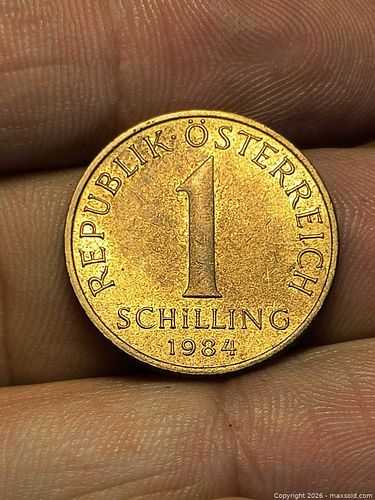 REPUBLIK · ÖSTERREICH
1
SCHiLLING
1984
Copyright 2026 - maxsold.com